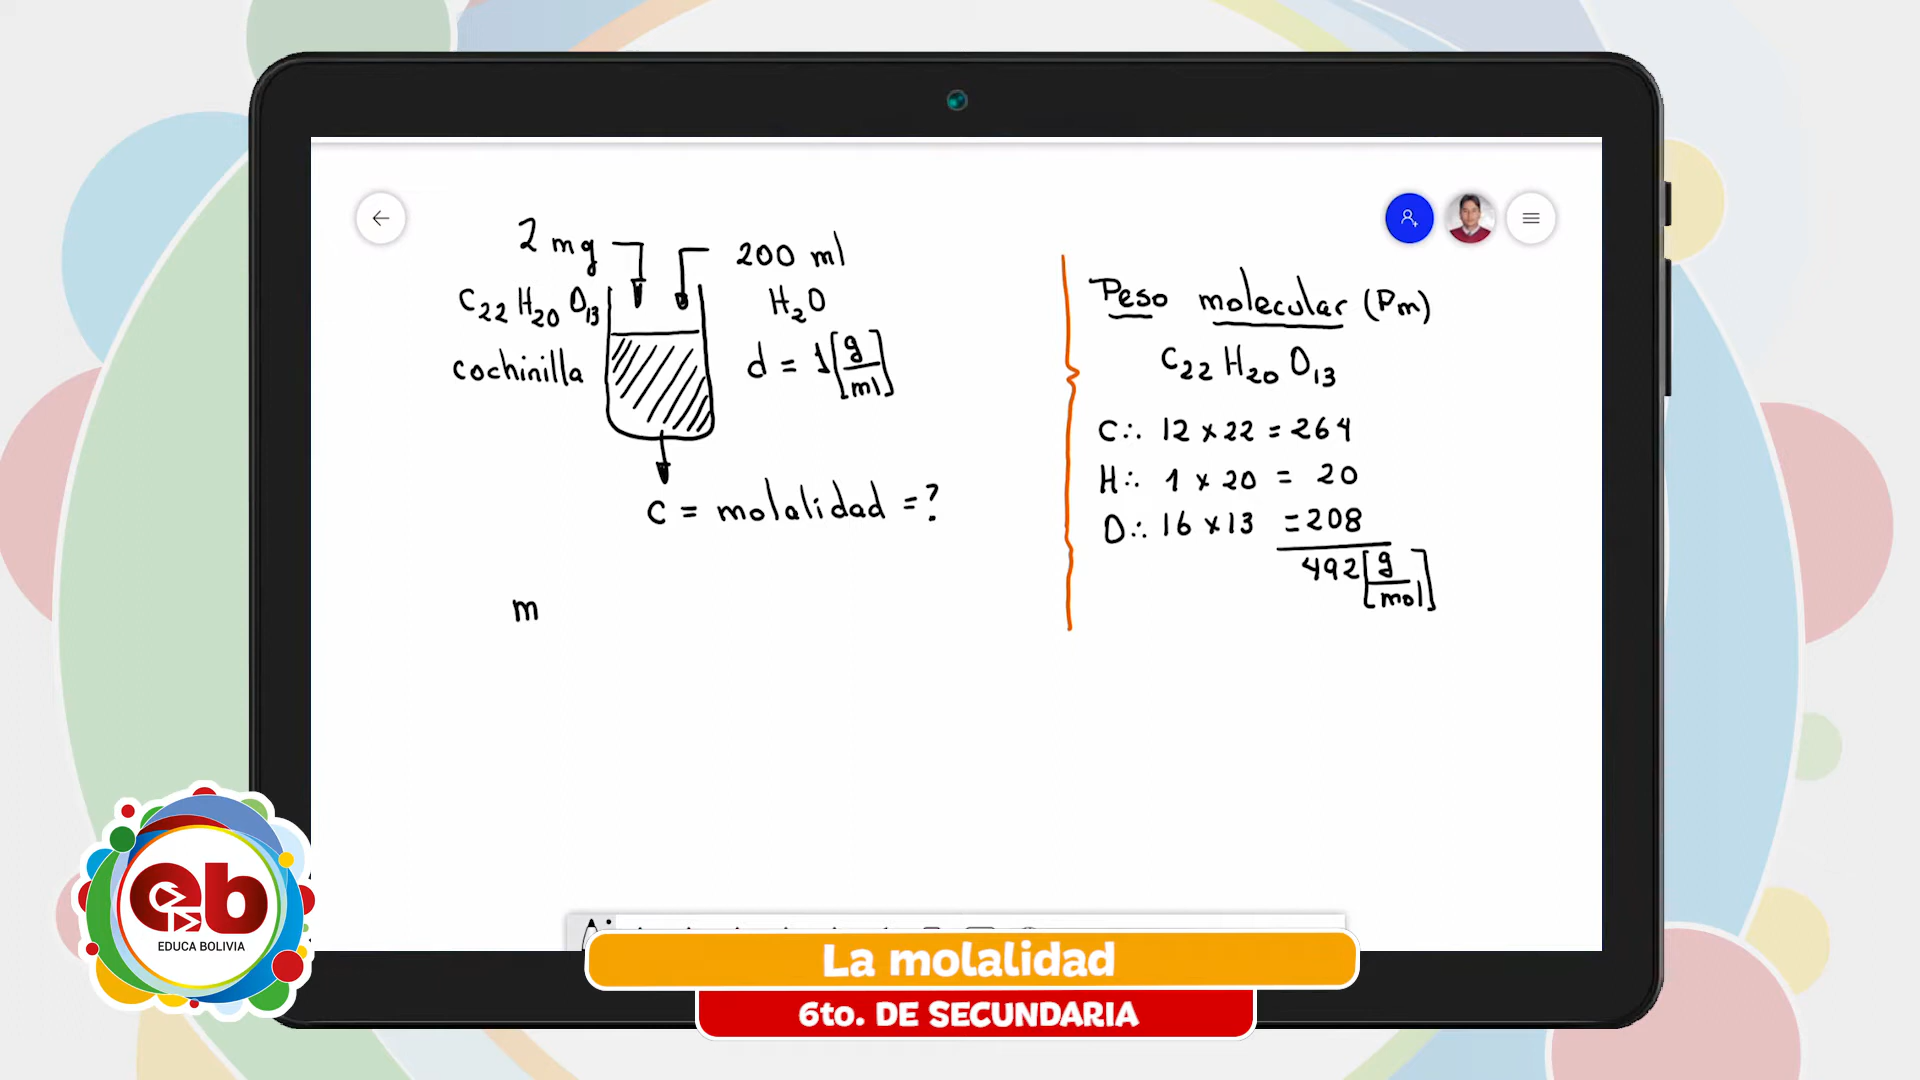 2 mg
200 ml
C22 H20 O13
H2O
cochinilla
d = 1 [g/ml]
C = molalidad = ?
m
Peso molecular (Pm)
C22 H20 O13
C∴ 12 x 22 = 264
H∴ 1 x 20 = 20
O∴ 16 x 13 = 208
492 [g/mol]
eb
EDUCA BOLIVIA
La molalidad
6to. DE SECUNDARIA